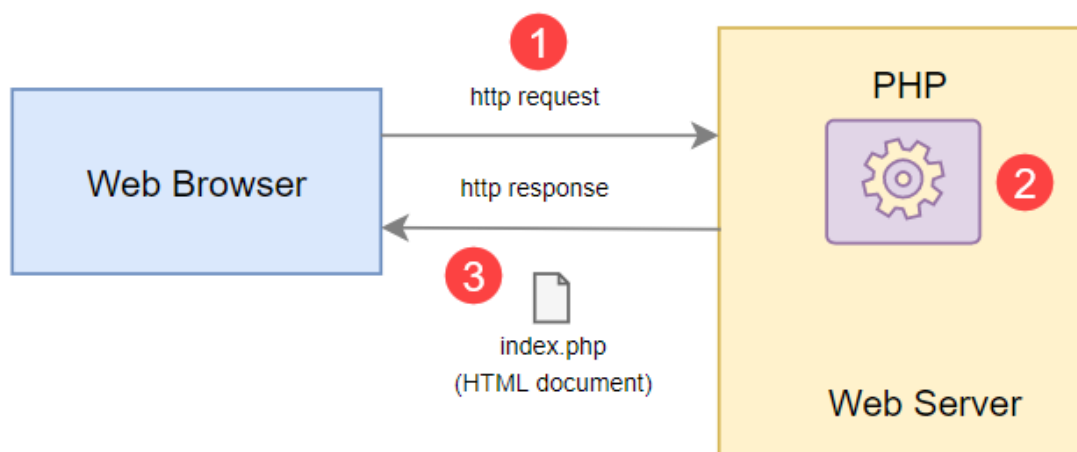 1
http request
PHP
Web Browser
http response
2
3
index.php
(HTML document)
Web Server